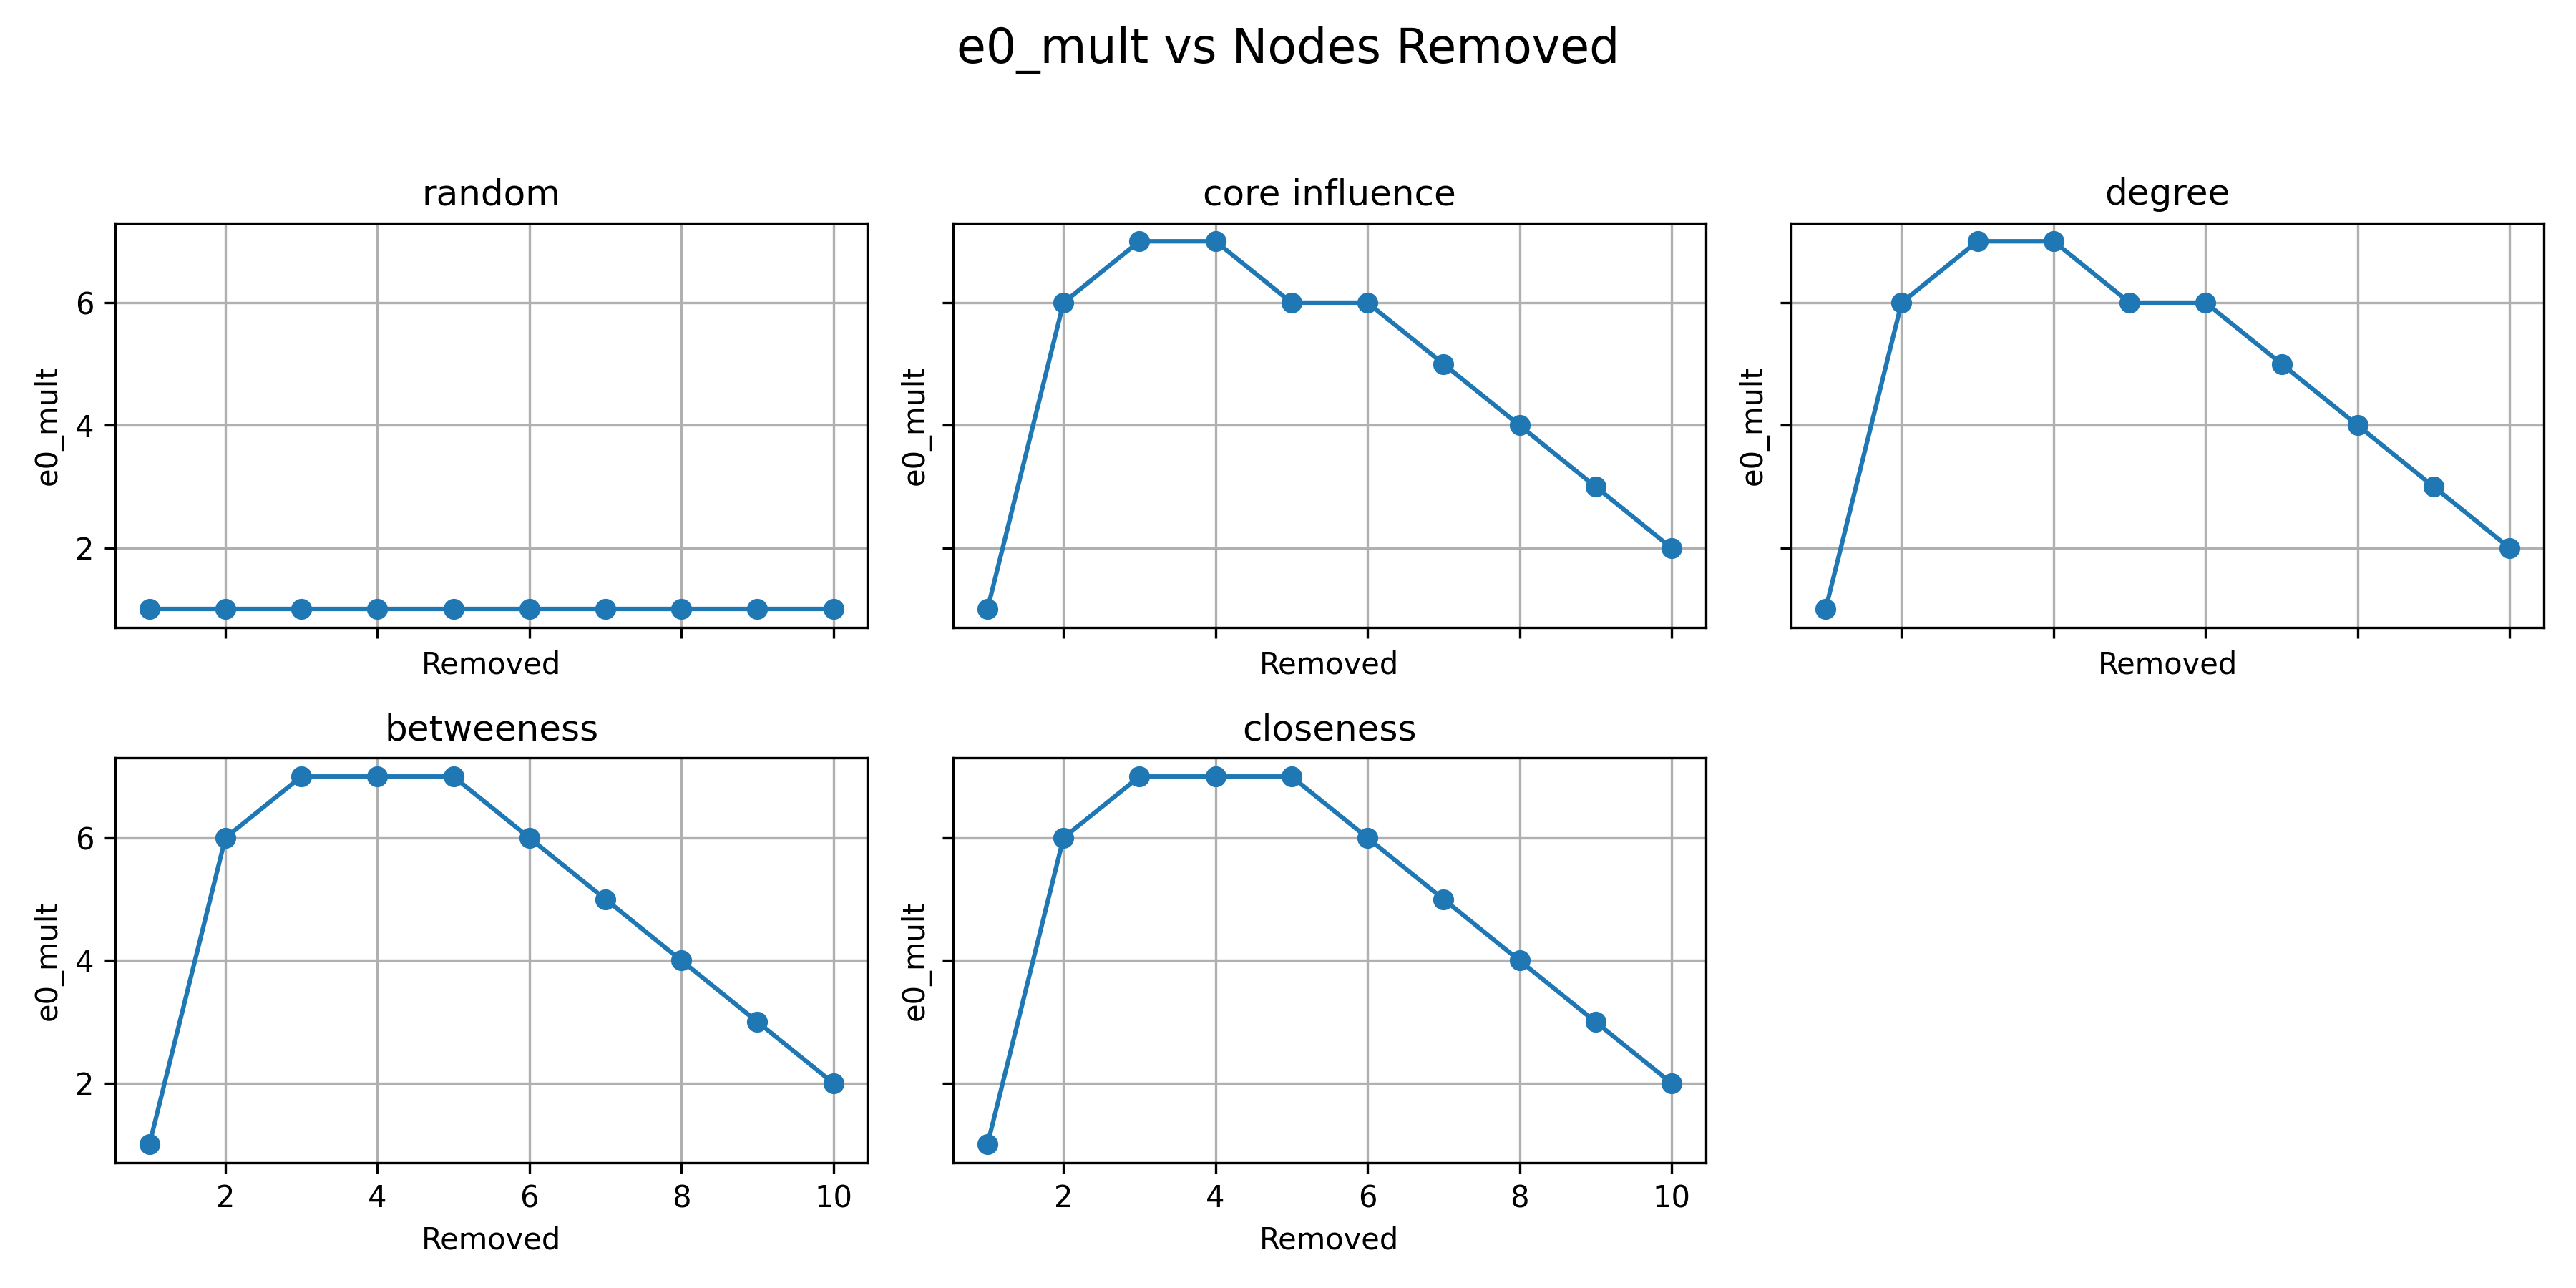 e0_mult vs Nodes Removed
random
core influence
degree
e0_mult
6
4
2
Removed
e0_mult
Removed
e0_mult
Removed
betweeness
closeness
e0_mult
6
4
2
2 4 6 8 10
Removed
e0_mult
2 4 6 8 10
Removed